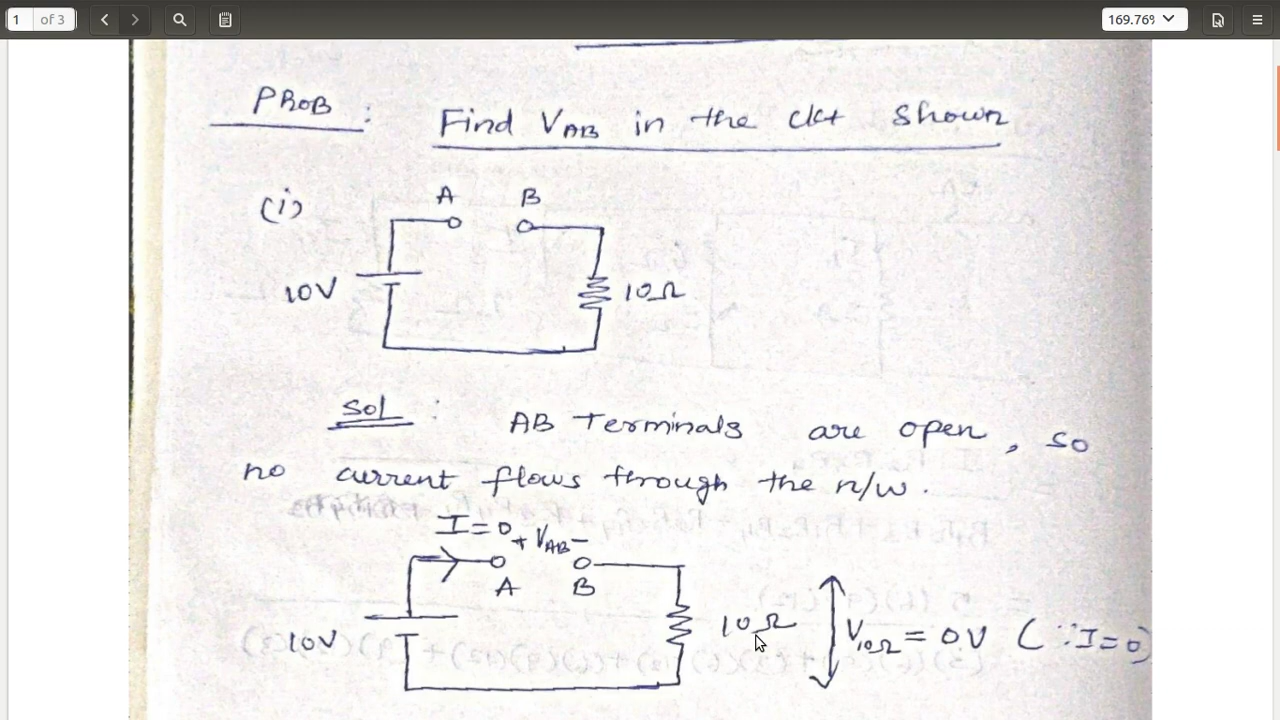 1 of 3
169.76%
PROB : Find VAB in the ckt shown
(i)
A B
10V 10Ω
Sol : AB Terminals are open, so
no current flows through the n/w.
I=0
+ VAB -
A B
10V 10Ω V10Ω = 0V (∵I=0)